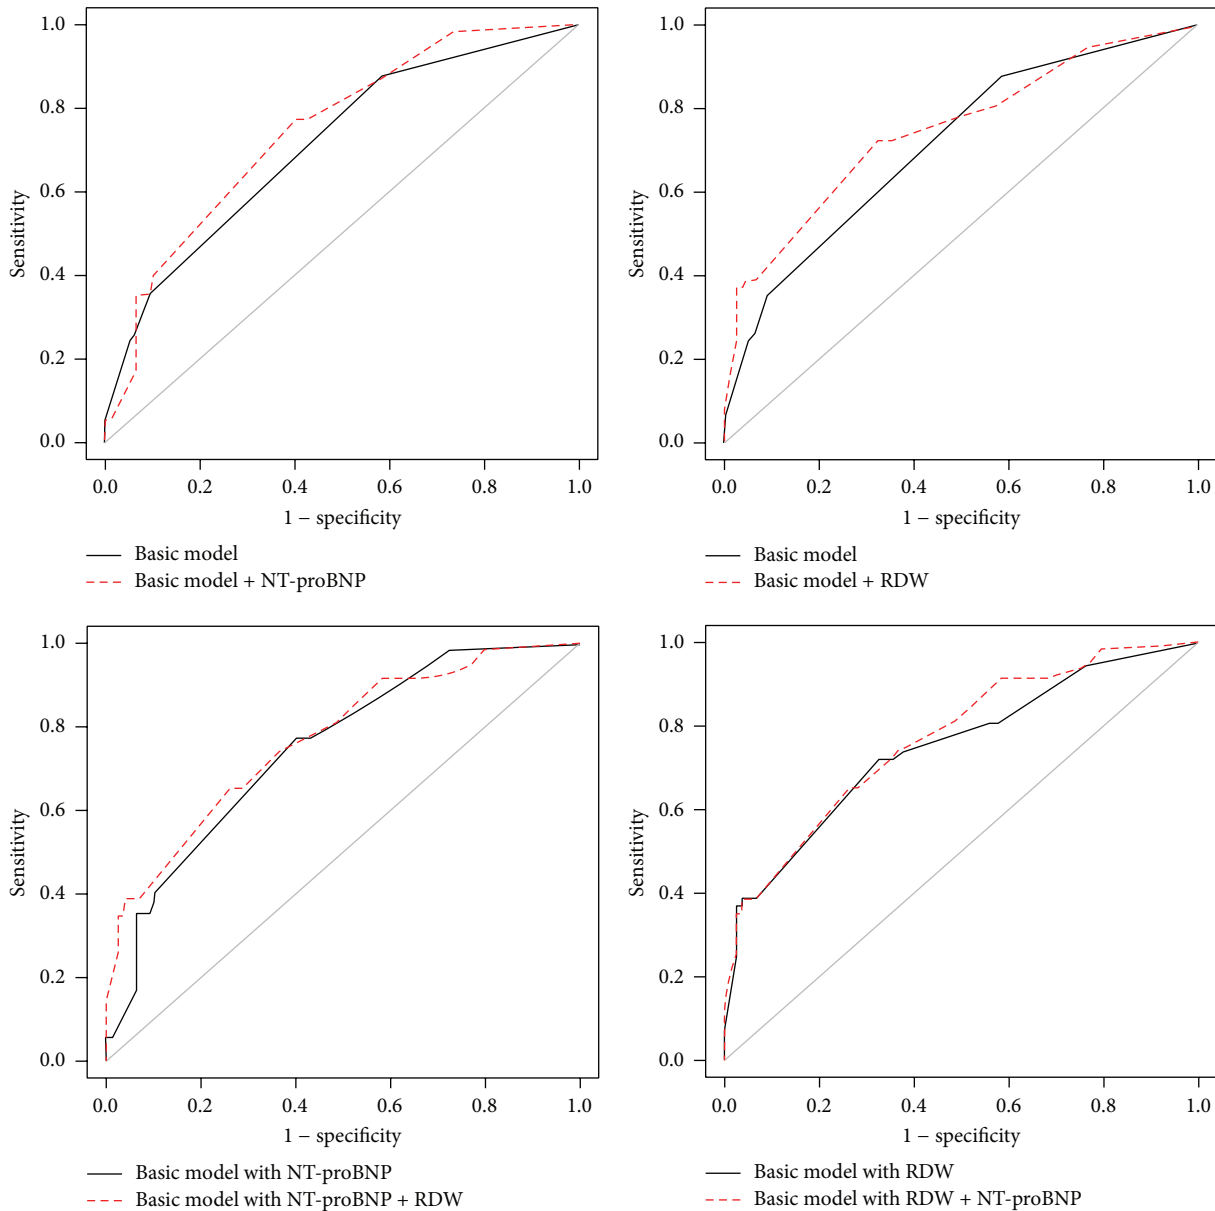 1.0
0.8
0.6
0.4
0.2
0.0
Sensitivity
0.0 0.2 0.4 0.6 0.8 1.0
1 − specificity
Basic model
Basic model + NT-proBNP
1.0
0.8
0.6
0.4
0.2
0.0
Sensitivity
0.0 0.2 0.4 0.6 0.8 1.0
1 − specificity
Basic model
Basic model + RDW
1.0
0.8
0.6
0.4
0.2
0.0
Sensitivity
0.0 0.2 0.4 0.6 0.8 1.0
1 − specificity
Basic model with NT-proBNP
Basic model with NT-proBNP + RDW
1.0
0.8
0.6
0.4
0.2
0.0
Sensitivity
0.0 0.2 0.4 0.6 0.8 1.0
1 − specificity
Basic model with RDW
Basic model with RDW + NT-proBNP